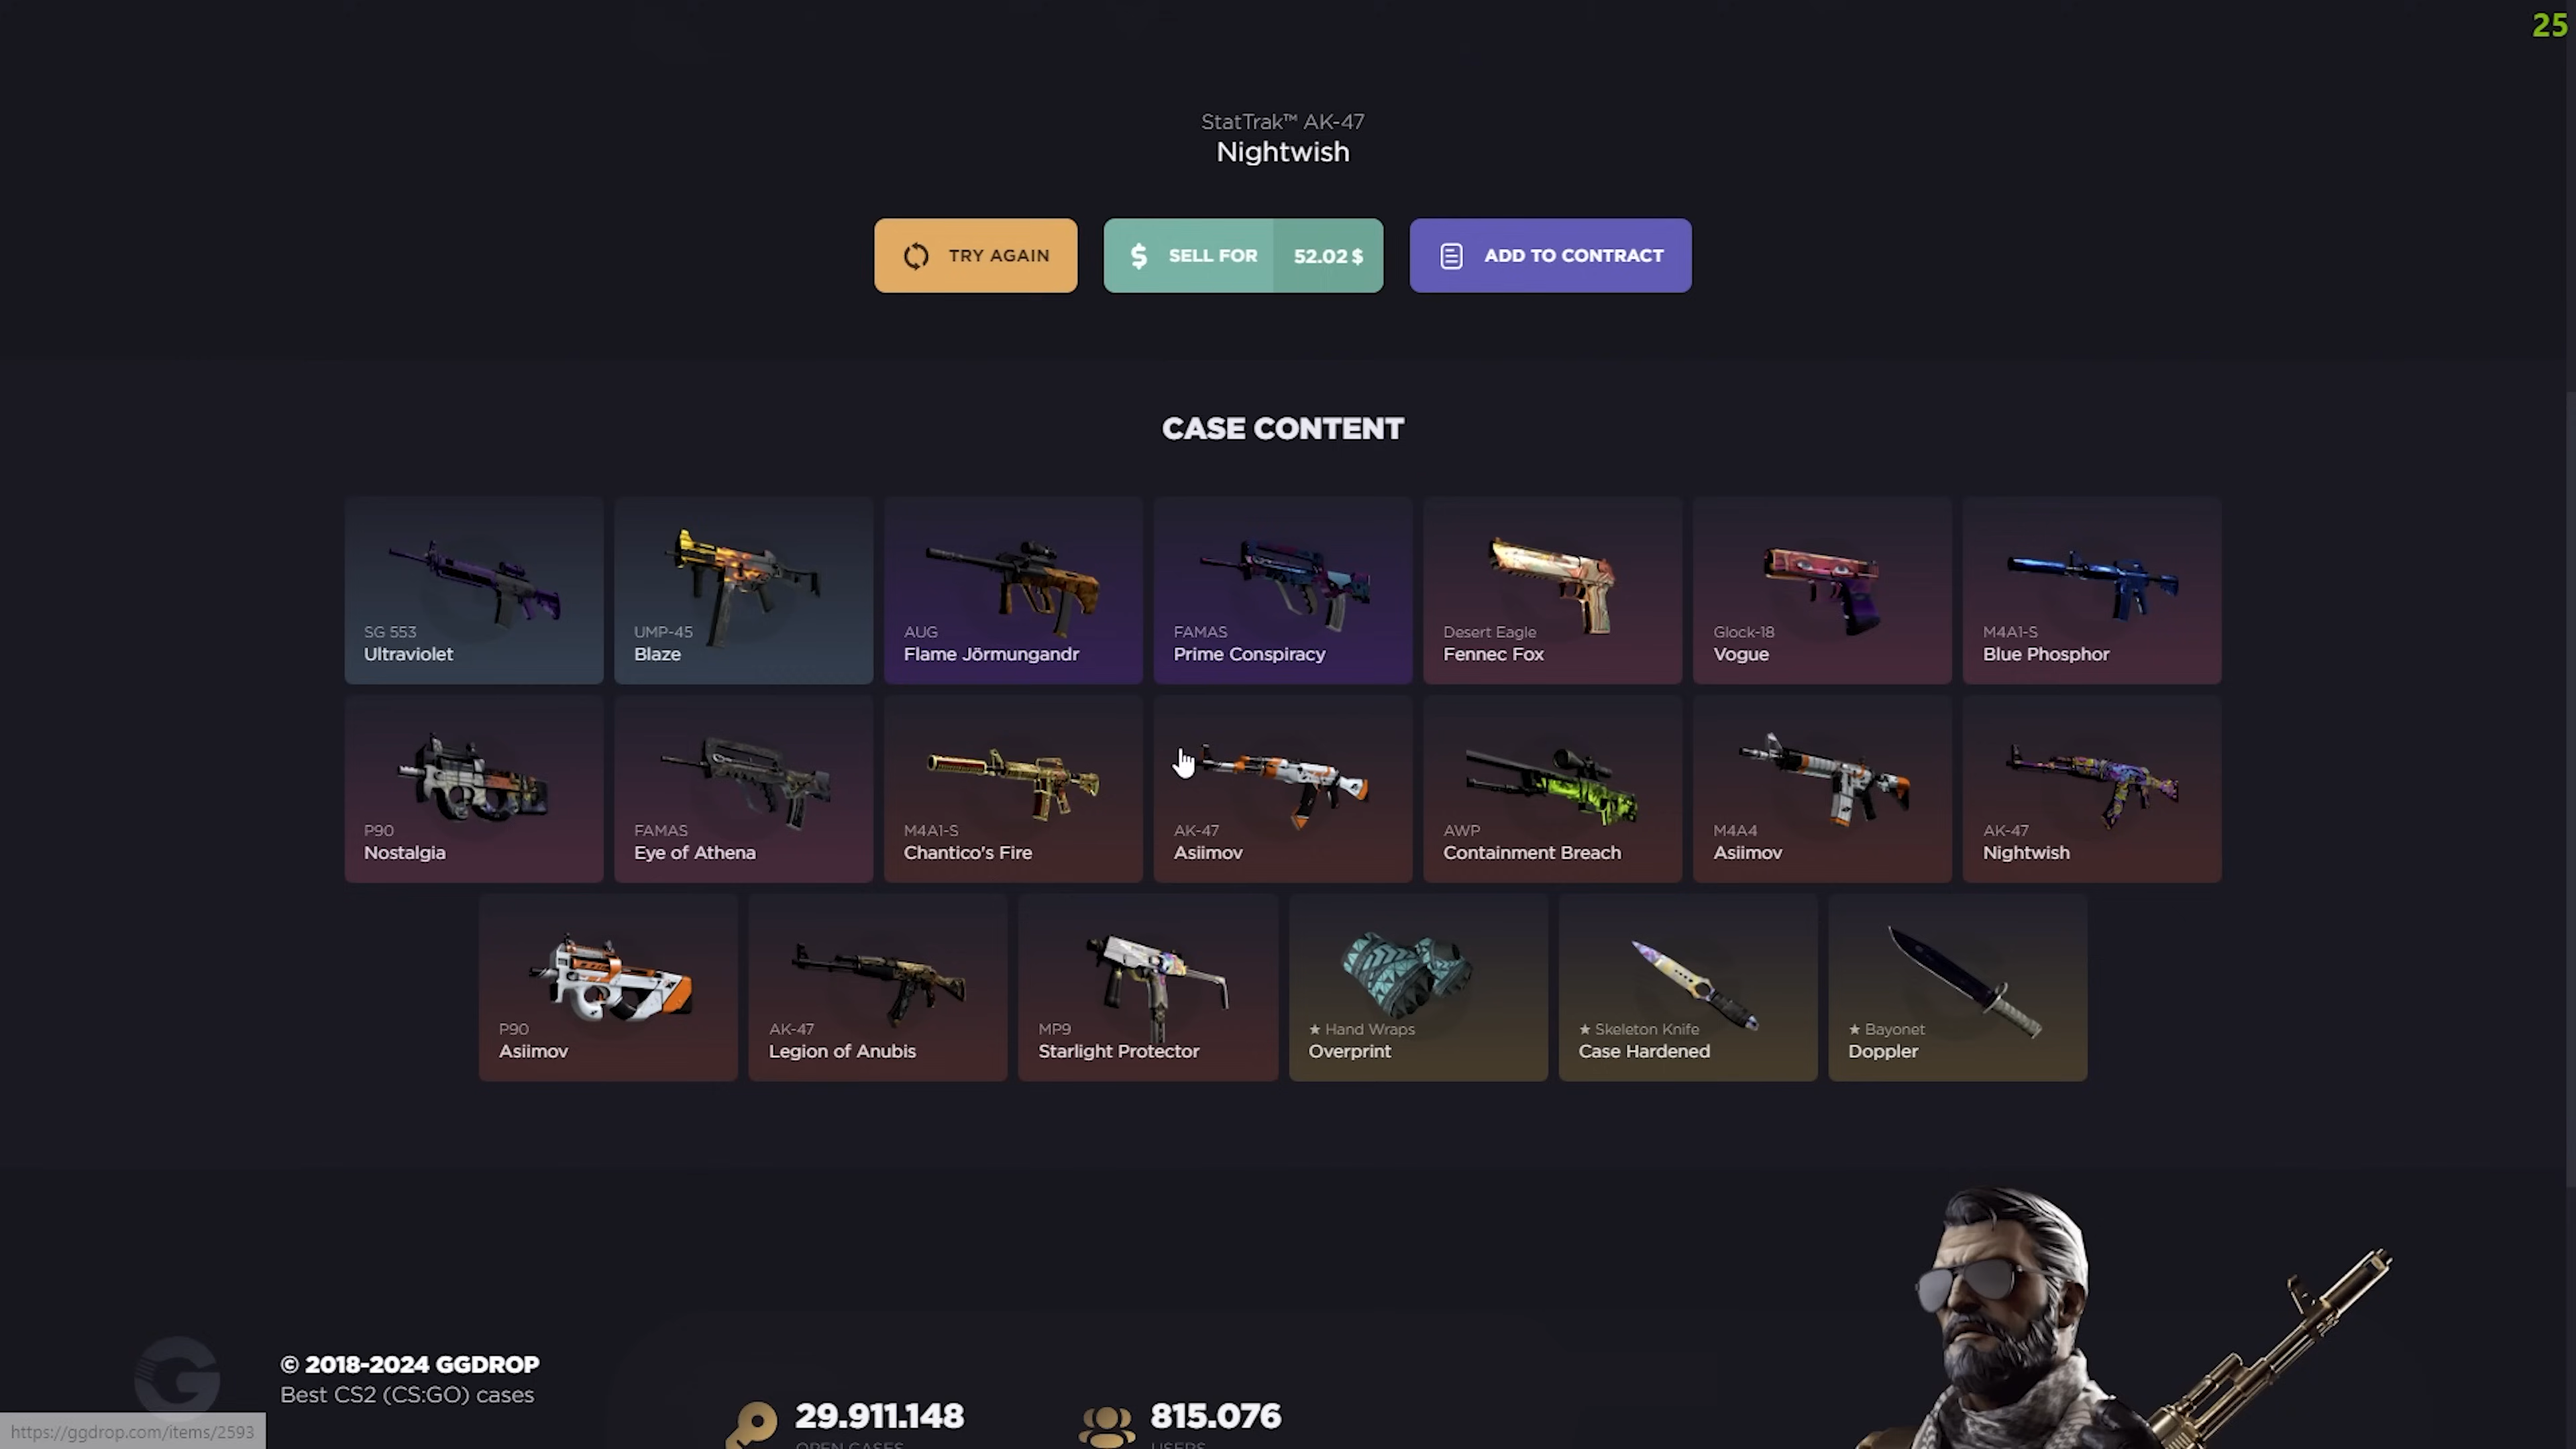 25
StatTrak™ AK-47
Nightwish
TRY AGAIN
$ SELL FOR 52.02 $
ADD TO CONTRACT
CASE CONTENT
SG 553
Ultraviolet
UMP-45
Blaze
AUG
Flame Jörmungandr
FAMAS
Prime Conspiracy
Desert Eagle
Fennec Fox
Glock-18
Vogue
M4A1-S
Blue Phosphor
P90
Nostalgia
FAMAS
Eye of Athena
M4A1-S
Chantico's Fire
AK-47
Asiimov
AWP
Containment Breach
M4A4
Asiimov
AK-47
Nightwish
P90
Asiimov
AK-47
Legion of Anubis
MP9
Starlight Protector
★ Hand Wraps
Overprint
★ Skeleton Knife
Case Hardened
★ Bayonet
Doppler
© 2018-2024 GGDROP
Best CS2 (CS:GO) cases
29.911.148
OPEN CASES
815.076
USERS
https://ggdrop.com/items/2593